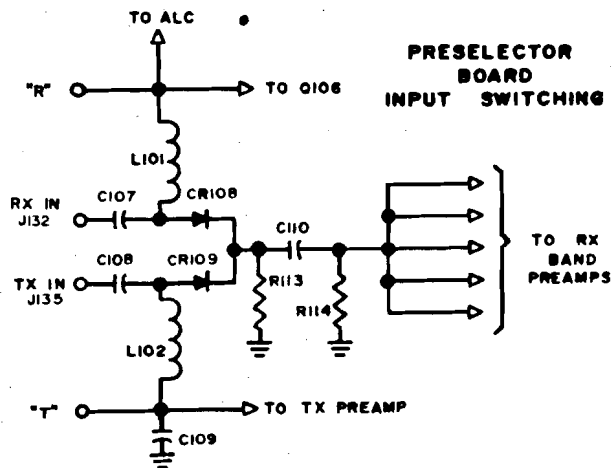 TO ALC
PRESELECTOR
BOARD
INPUT SWITCHING
"R"
TO Q106
L101
C107
CR108
RX IN
J132
C110
TO RX
BAND
PREAMPS
C108
CR109
TX IN
J135
R113
R114
L102
"T"
TO TX PREAMP
C109